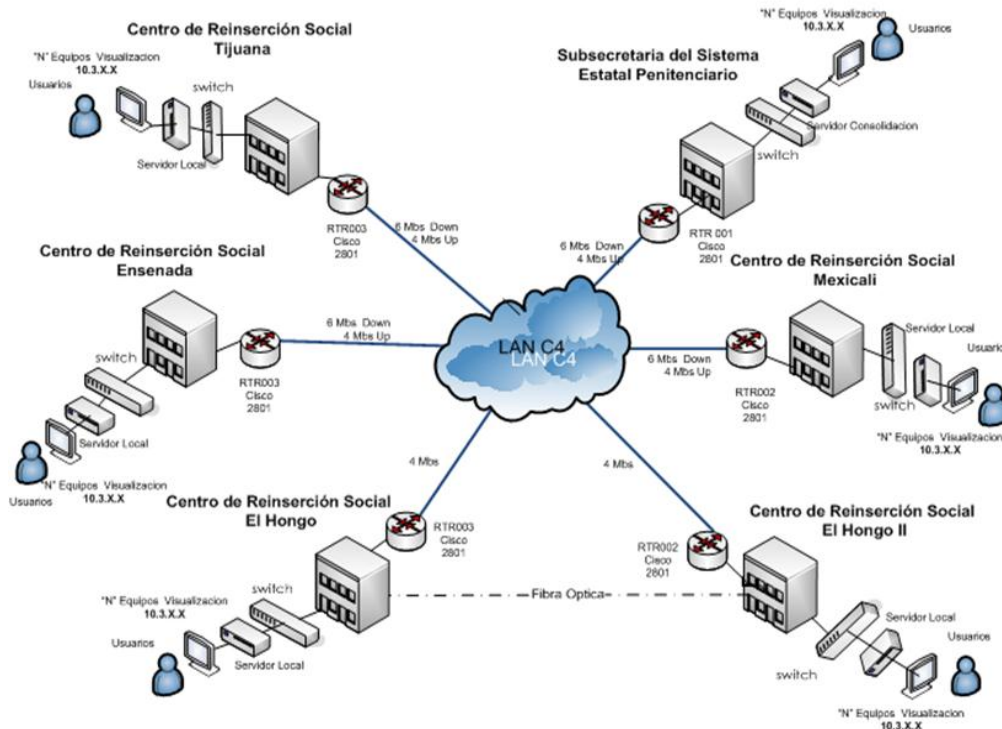 Centro de Reinserción Social
Tijuana
"N" Equipos Visualizacion
10.3.X.X
Usuarios
switch
Servidor Local
RTR003
Cisco
2801
6 Mbs Down
4 Mbs Up
"N" Equipos Visualizacion
10.3.X.X
Usuarios
Subsecretaria del Sistema
Estatal Penitenciario
Servidor Consolidacion
switch
RTR 001
Cisco
2801
6 Mbs Down
4 Mbs Up
Centro de Reinserción Social
Ensenada
switch
Servidor Local
"N" Equipos Visualizacion
10.3.X.X
Usuarios
RTR003
Cisco
2801
6 Mbs Down
4 Mbs Up
LAN C4
LAN C4
Centro de Reinserción Social
Mexicali
6 Mbs Down
4 Mbs Up
RTR002
Cisco
2801
Servidor Local
Usuario
switch
"N" Equipos Visualizacion
10.3.X.X
Centro de Reinserción Social
El Hongo
4 Mbs
RTR003
Cisco
2801
switch
"N" Equipos Visualizacion
10.3.X.X
Usuarios
Servidor Local
Fibra Optica
Centro de Reinserción Social
El Hongo II
4 Mbs
RTR002
Cisco
2801
Servidor Local
Usuarios
switch
"N" Equipos Visualizacion
10.3.X.X